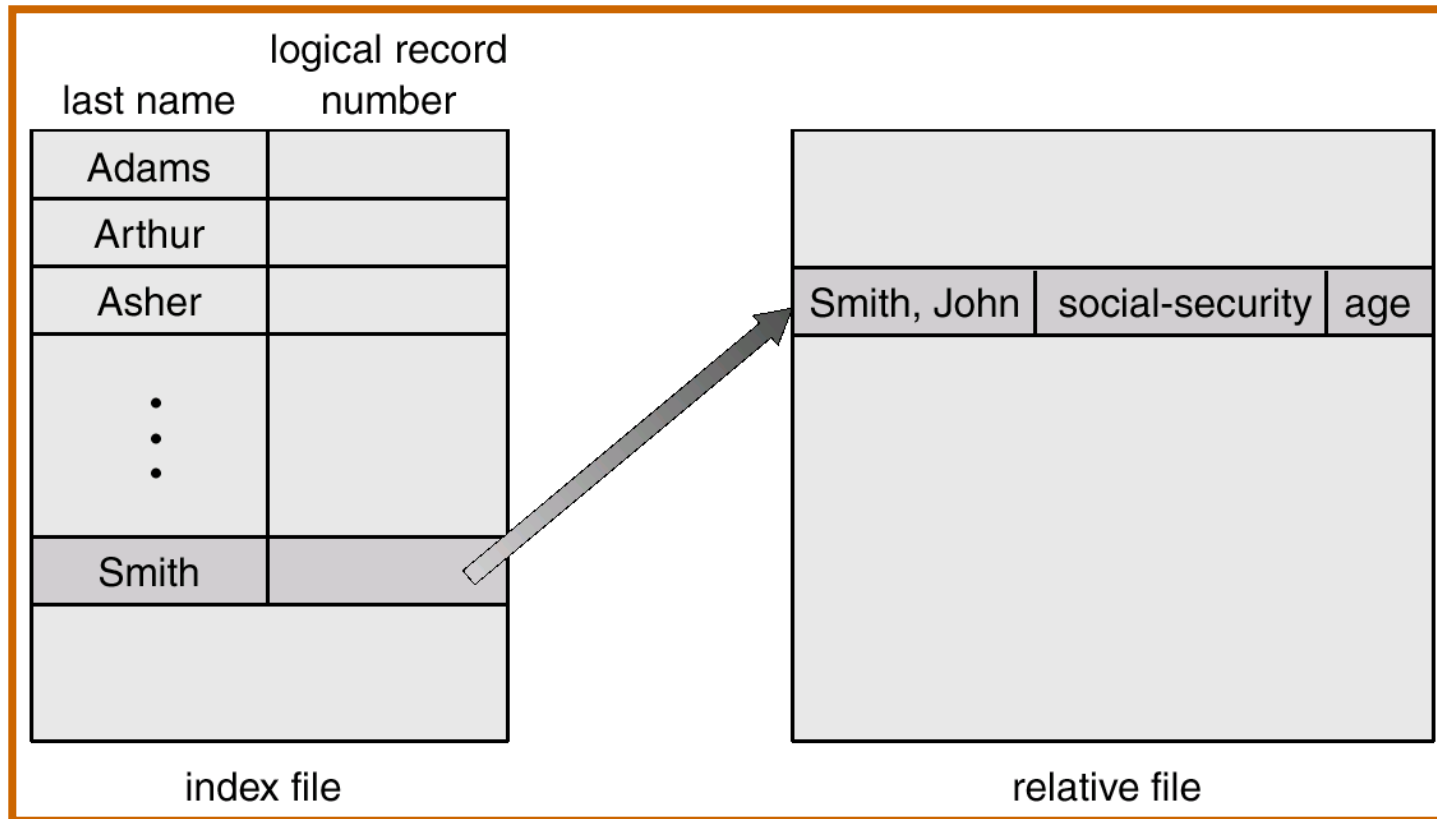 logical record
last name number
Adams
Arthur
Asher
Smith
Smith, John social-security age
index file
relative file